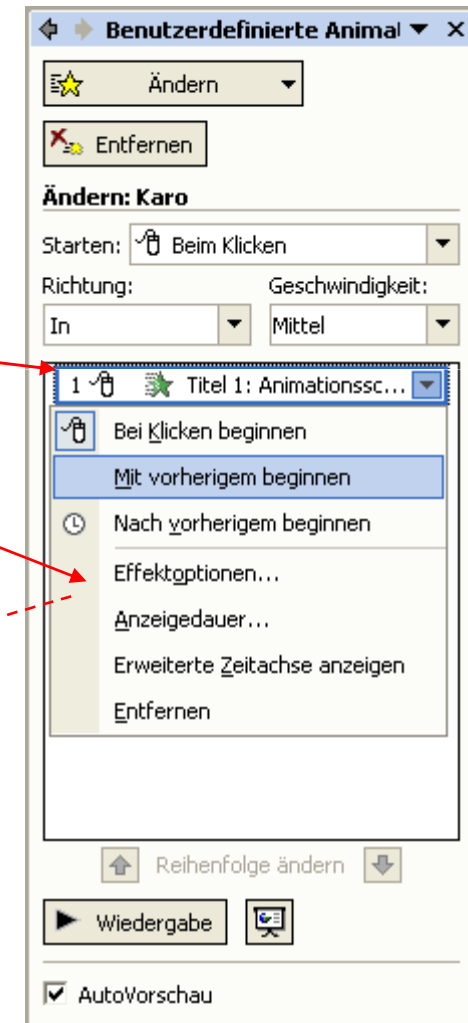 Benutzerdefinierte Animal
Ändern
Entfernen
Ändern: Karo
Starten: Beim Klicken
Richtung: Geschwindigkeit:
In Mittel
1 Titel 1: Animationssc...
Bei Klicken beginnen
Mit vorherigem beginnen
Nach vorherigem beginnen
Effektoptionen...
Anzeigedauer...
Erweiterte Zeitachse anzeigen
Entfernen
Reihenfolge ändern
Wiedergabe
AutoVorschau